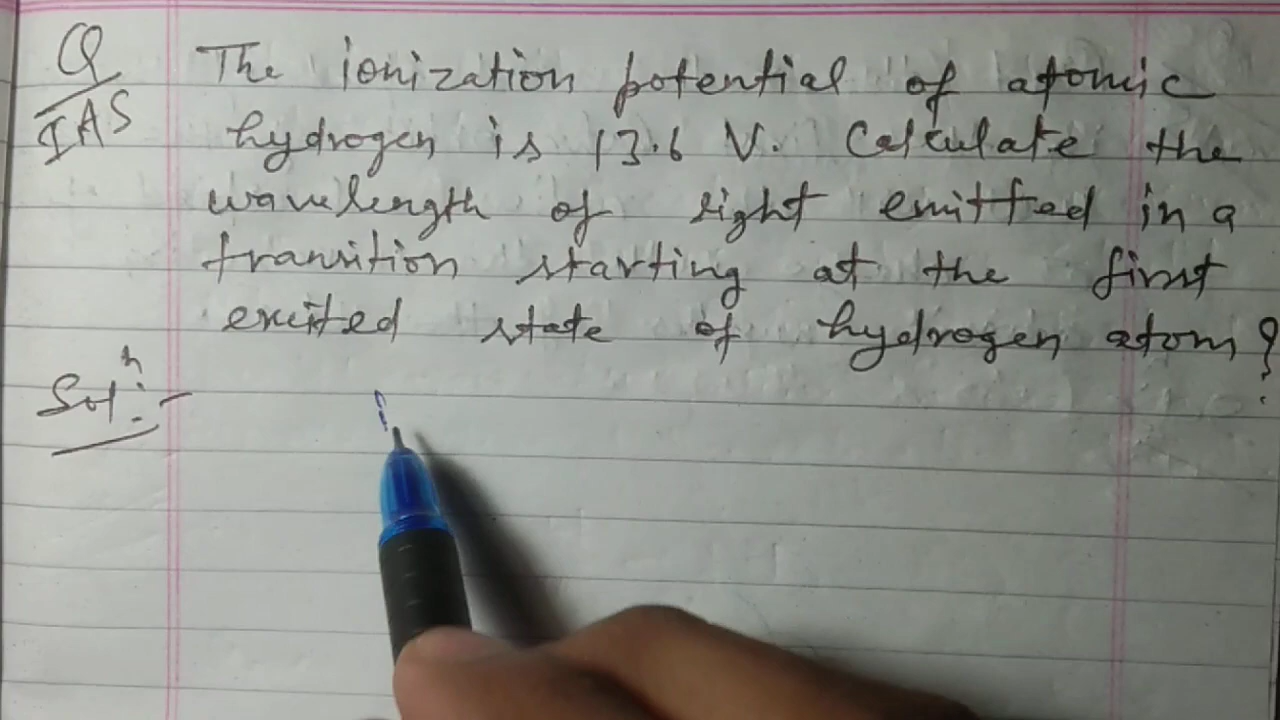 Q
IAS
The ionization potential of atomic
hydrogen is 13.6 V. Calculate the
wavelength of light emitted in a
transition starting at the first
excited state of hydrogen atom?
Solⁿ:-